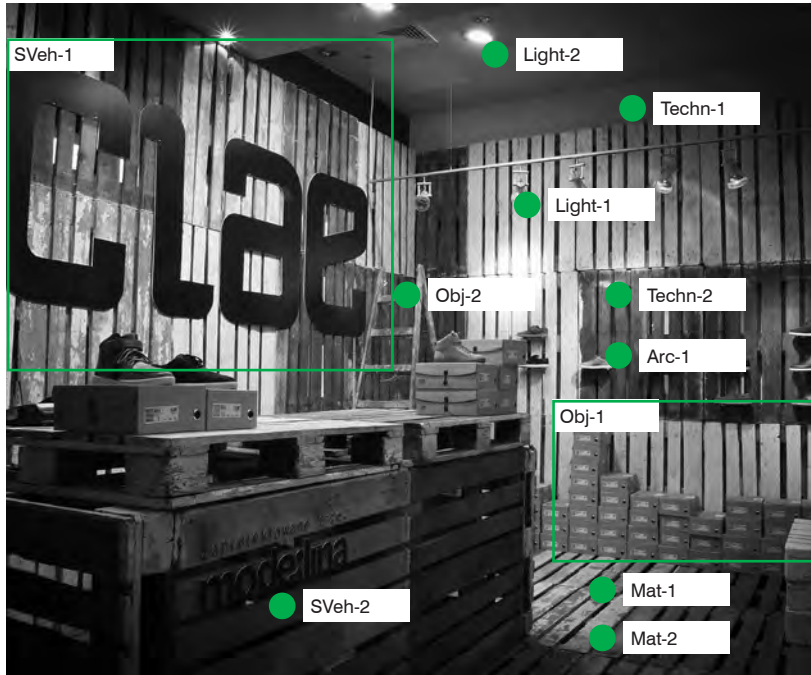 SVeh-1
Light-2
Techn-1
Clae
Light-1
Obj-2
Techn-2
Arc-1
Obj-1
modeflina
Mat-1
SVeh-2
Mat-2